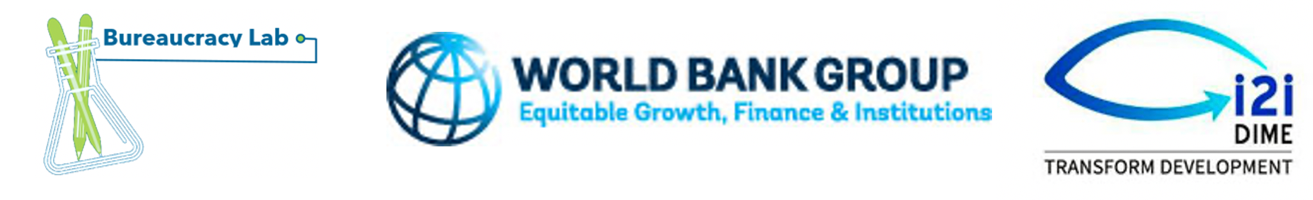 Bureaucracy Lab
WORLD BANK GROUP
Equitable Growth, Finance & Institutions
i2i
DIME
TRANSFORM DEVELOPMENT